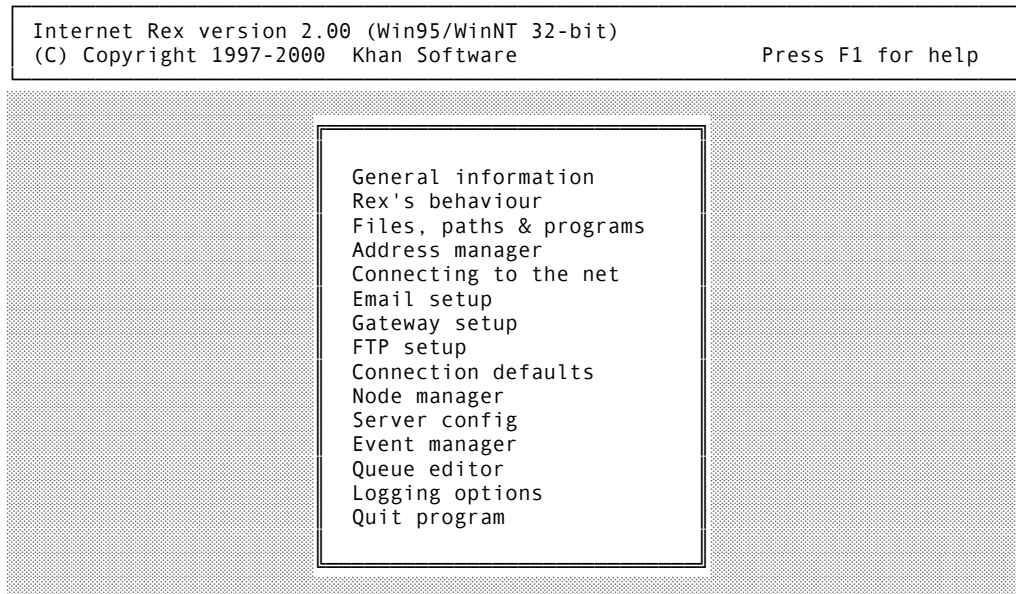 Internet Rex version 2.00 (Win95/WinNT 32-bit)
(C) Copyright 1997-2000 Khan Software Press F1 for help
General information
Rex's behaviour
Files, paths & programs
Address manager
Connecting to the net
Email setup
Gateway setup
FTP setup
Connection defaults
Node manager
Server config
Event manager
Queue editor
Logging options
Quit program